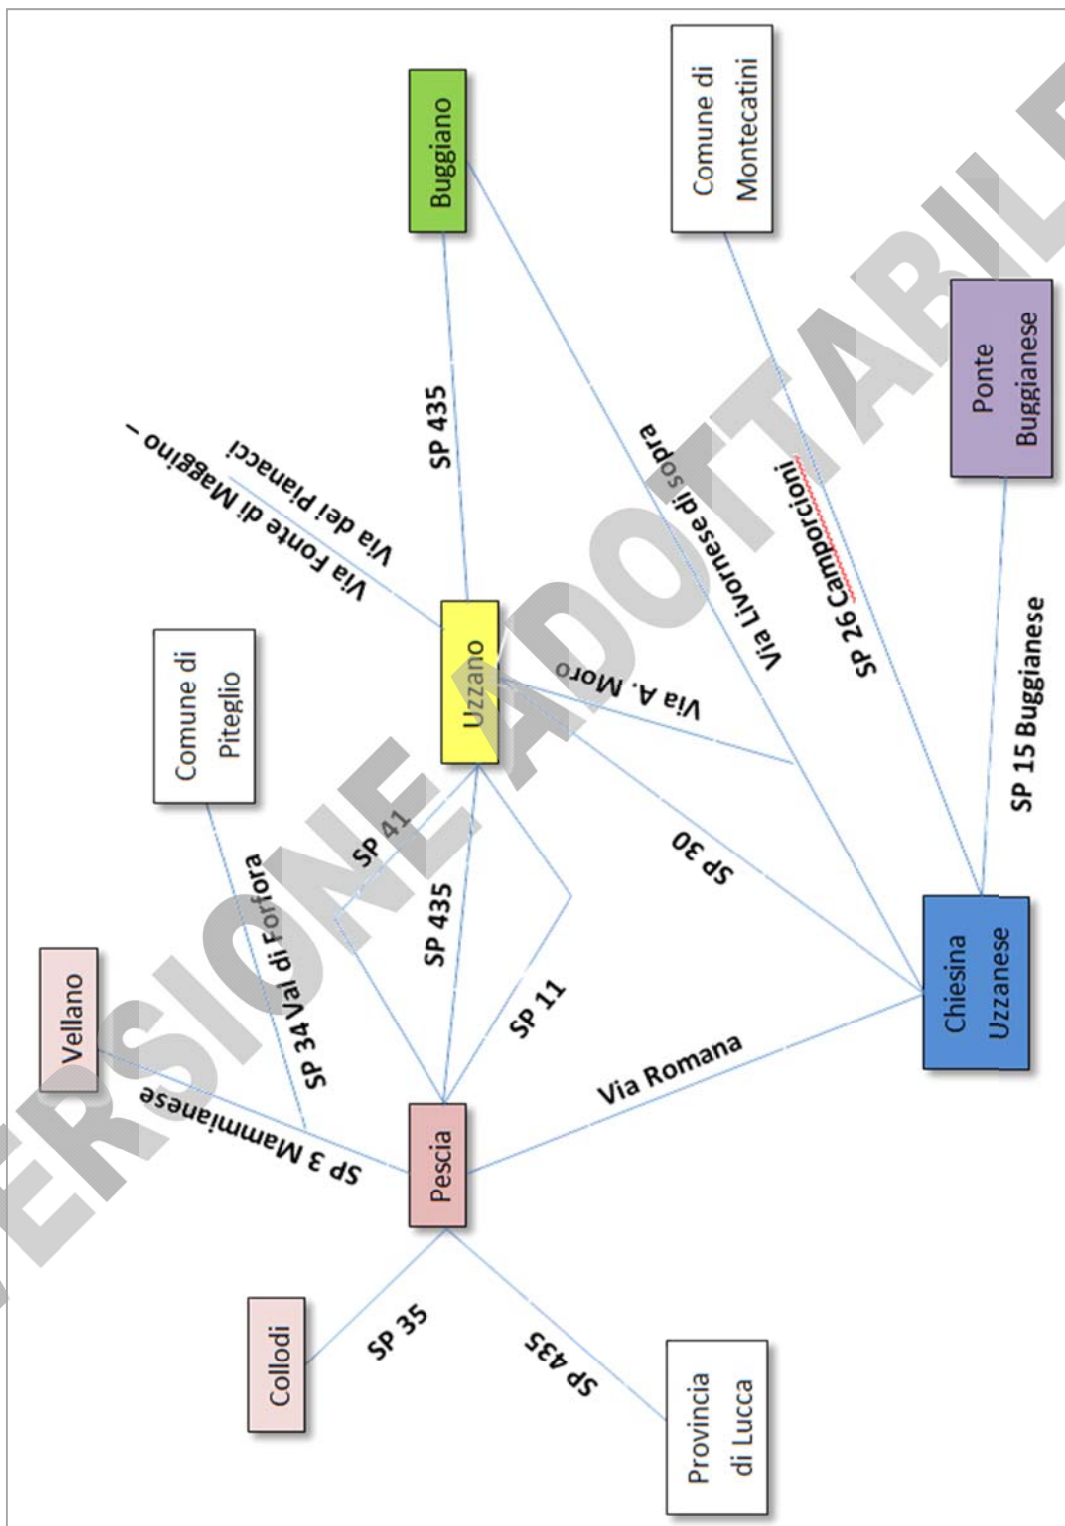 Vellano
Via Fonte di Maggino –
Via dei Pianacci
Comune di
Piteglio
SP 3 Mammianese
SP 34 Val di Forfora
Collodi
SP 35
SP 41
Pescia
SP 435
Uzzano
SP 435
Buggiano
SP 11
SP 435
Via A. Moro
Via Livornese di sopra
SP 30
Via Romana
Provincia
di Lucca
Comune di
Montecatini
SP 26 Camporcioni
Chiesina
Uzzanese
SP 15 Buggianese
Ponte
Buggianese
ERSIONE ADOTTABILE